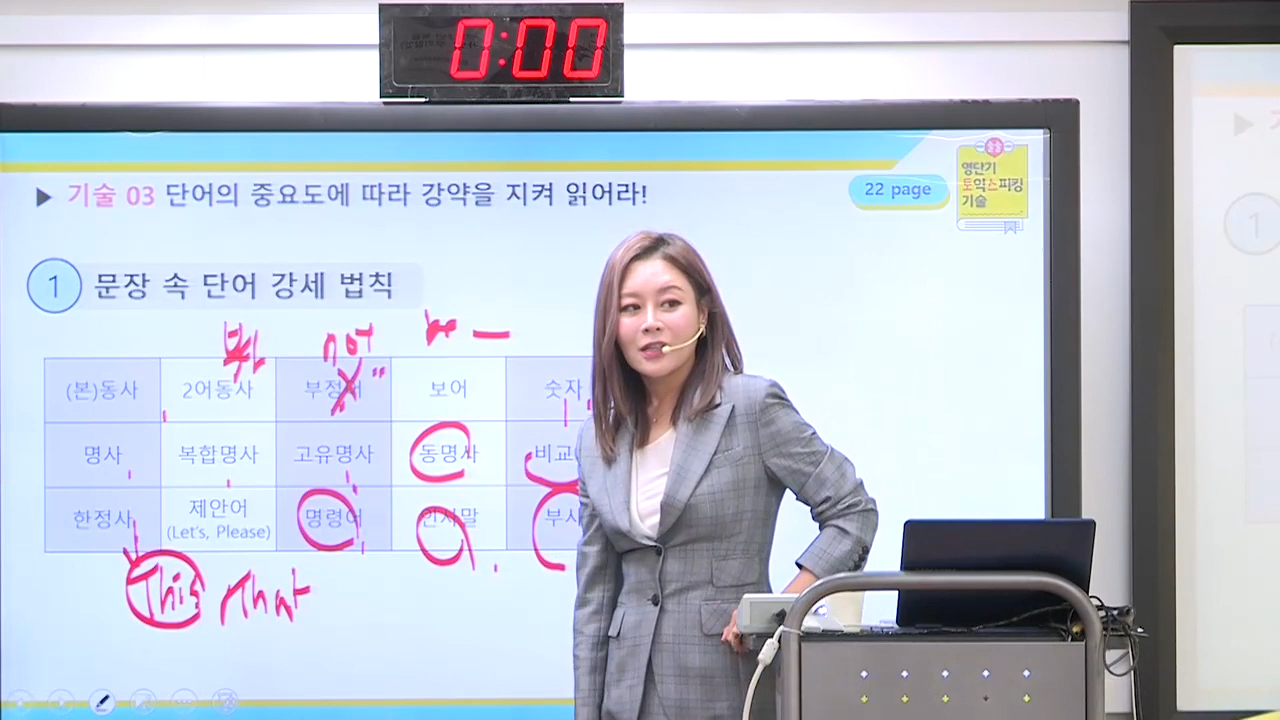 0:00
▶ 기술 03 단어의 중요도에 따라 강약을 지켜 읽어라!
22 page
영단기
토익스피킹
기술
1 문장 속 단어 강세 법칙
(본)동사 2어동사 부정어 보어 숫자
명사 복합명사 고유명사 동명사 비교
한정사 제안어 명령어 인사말 부사
(Let's, Please)
This That
1